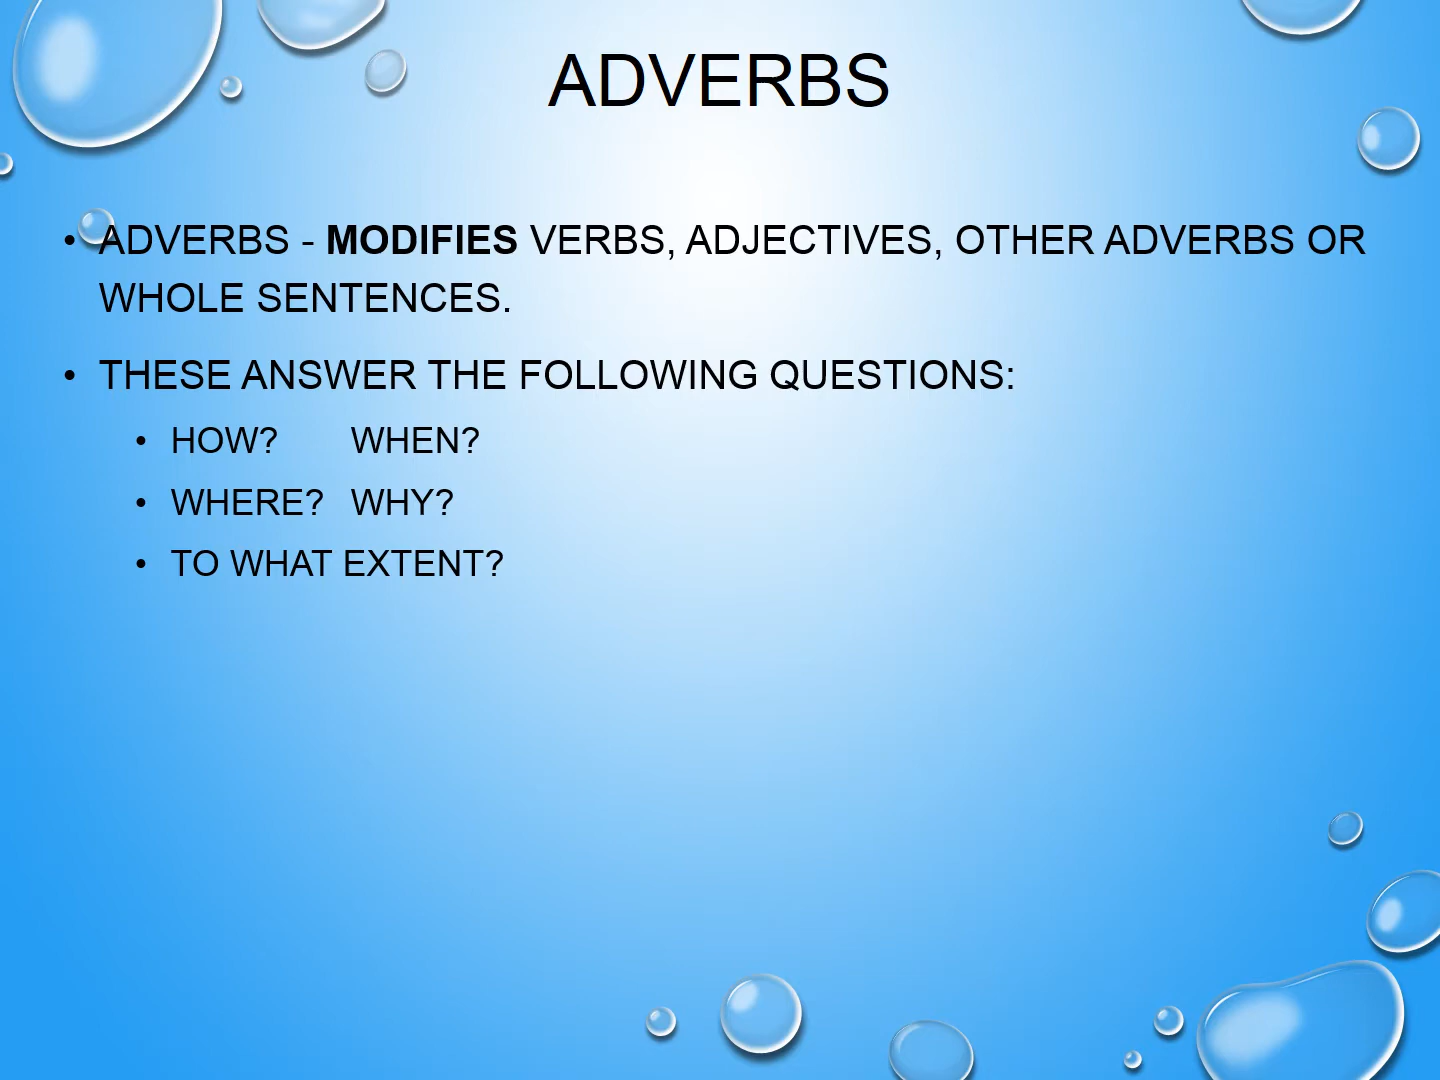 ADVERBS
• ADVERBS - MODIFIES VERBS, ADJECTIVES, OTHER ADVERBS OR
WHOLE SENTENCES.
• THESE ANSWER THE FOLLOWING QUESTIONS:
• HOW? WHEN?
• WHERE? WHY?
• TO WHAT EXTENT?